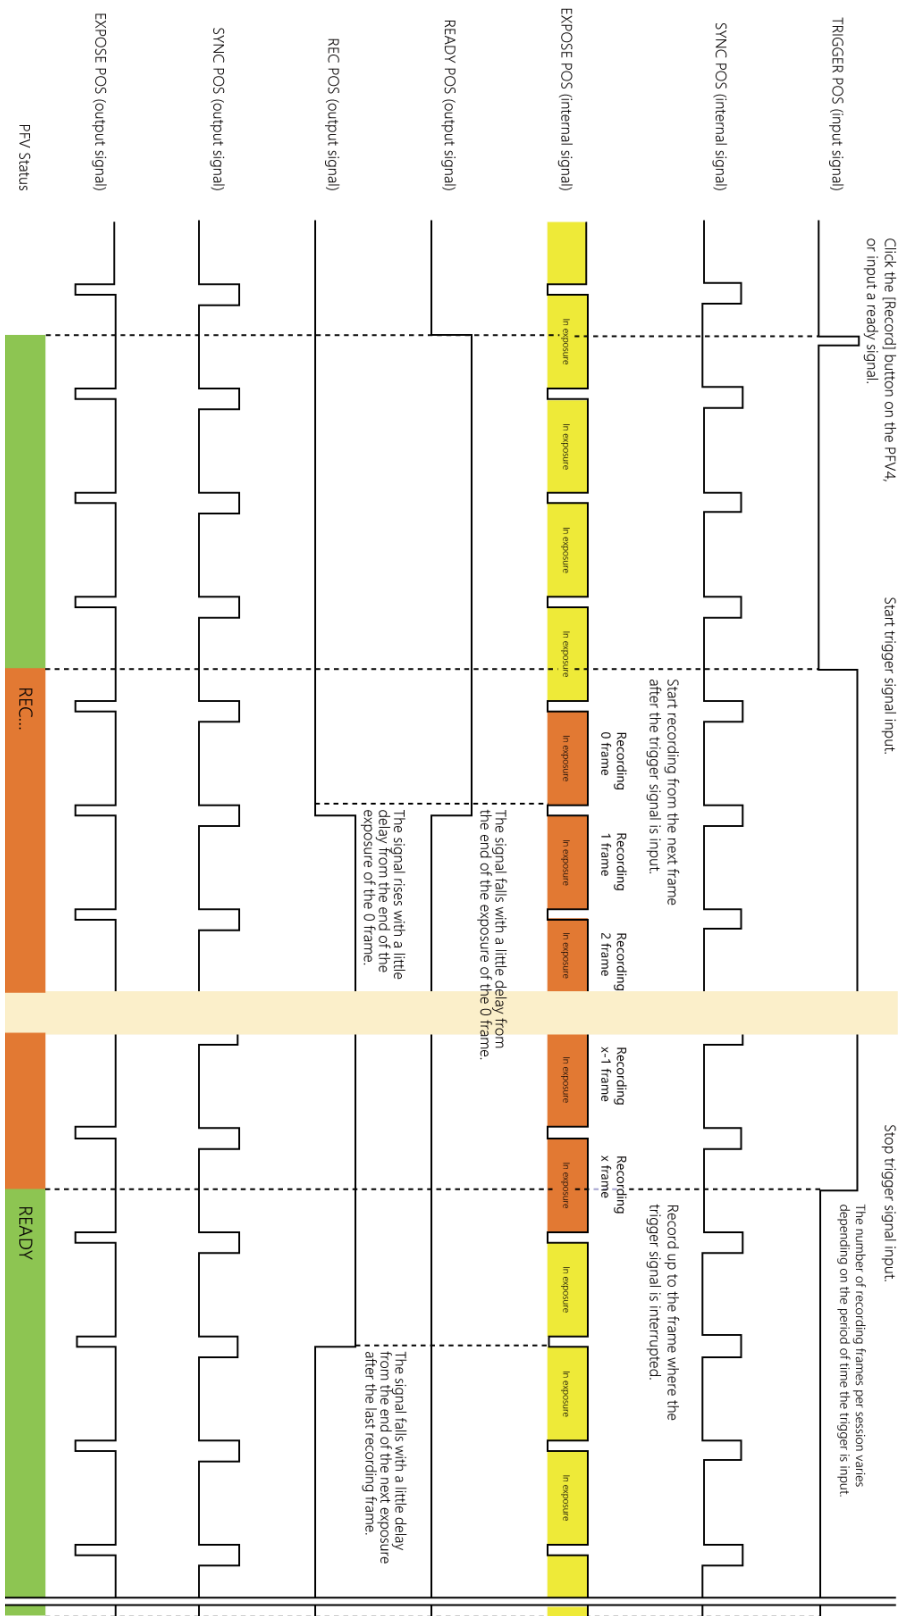 Click the [Record] button on the PFV4,
or input a ready signal.
Start trigger signal input.
Stop trigger signal input.
The number of recording frames per session varies
depending on the period of time the trigger is input.
TRIGGER POS (input signal)
SYNC POS (internal signal)
Start recording from the next frame
after the trigger signal is input.
Record up to the frame where the
trigger signal is interrupted.
Recording
0 frame
Recording
1 frame
Recording
2 frame
Recording
x-1 frame
Recording
x frame
EXPOSE POS (internal signal)
In exposure
In exposure
In exposure
In exposure
In exposure
In exposure
In exposure
In exposure
In exposure
In exposure
In exposure
In exposure
The signal falls with a little delay from
the end of the exposure of the 0 frame.
READY POS (output signal)
The signal rises with a little
delay from the end of the
exposure of the 0 frame.
The signal falls with a little delay
from the end of the next exposure
after the last recording frame.
REC POS (output signal)
SYNC POS (output signal)
EXPOSE POS (output signal)
PFV Status
REC...
READY